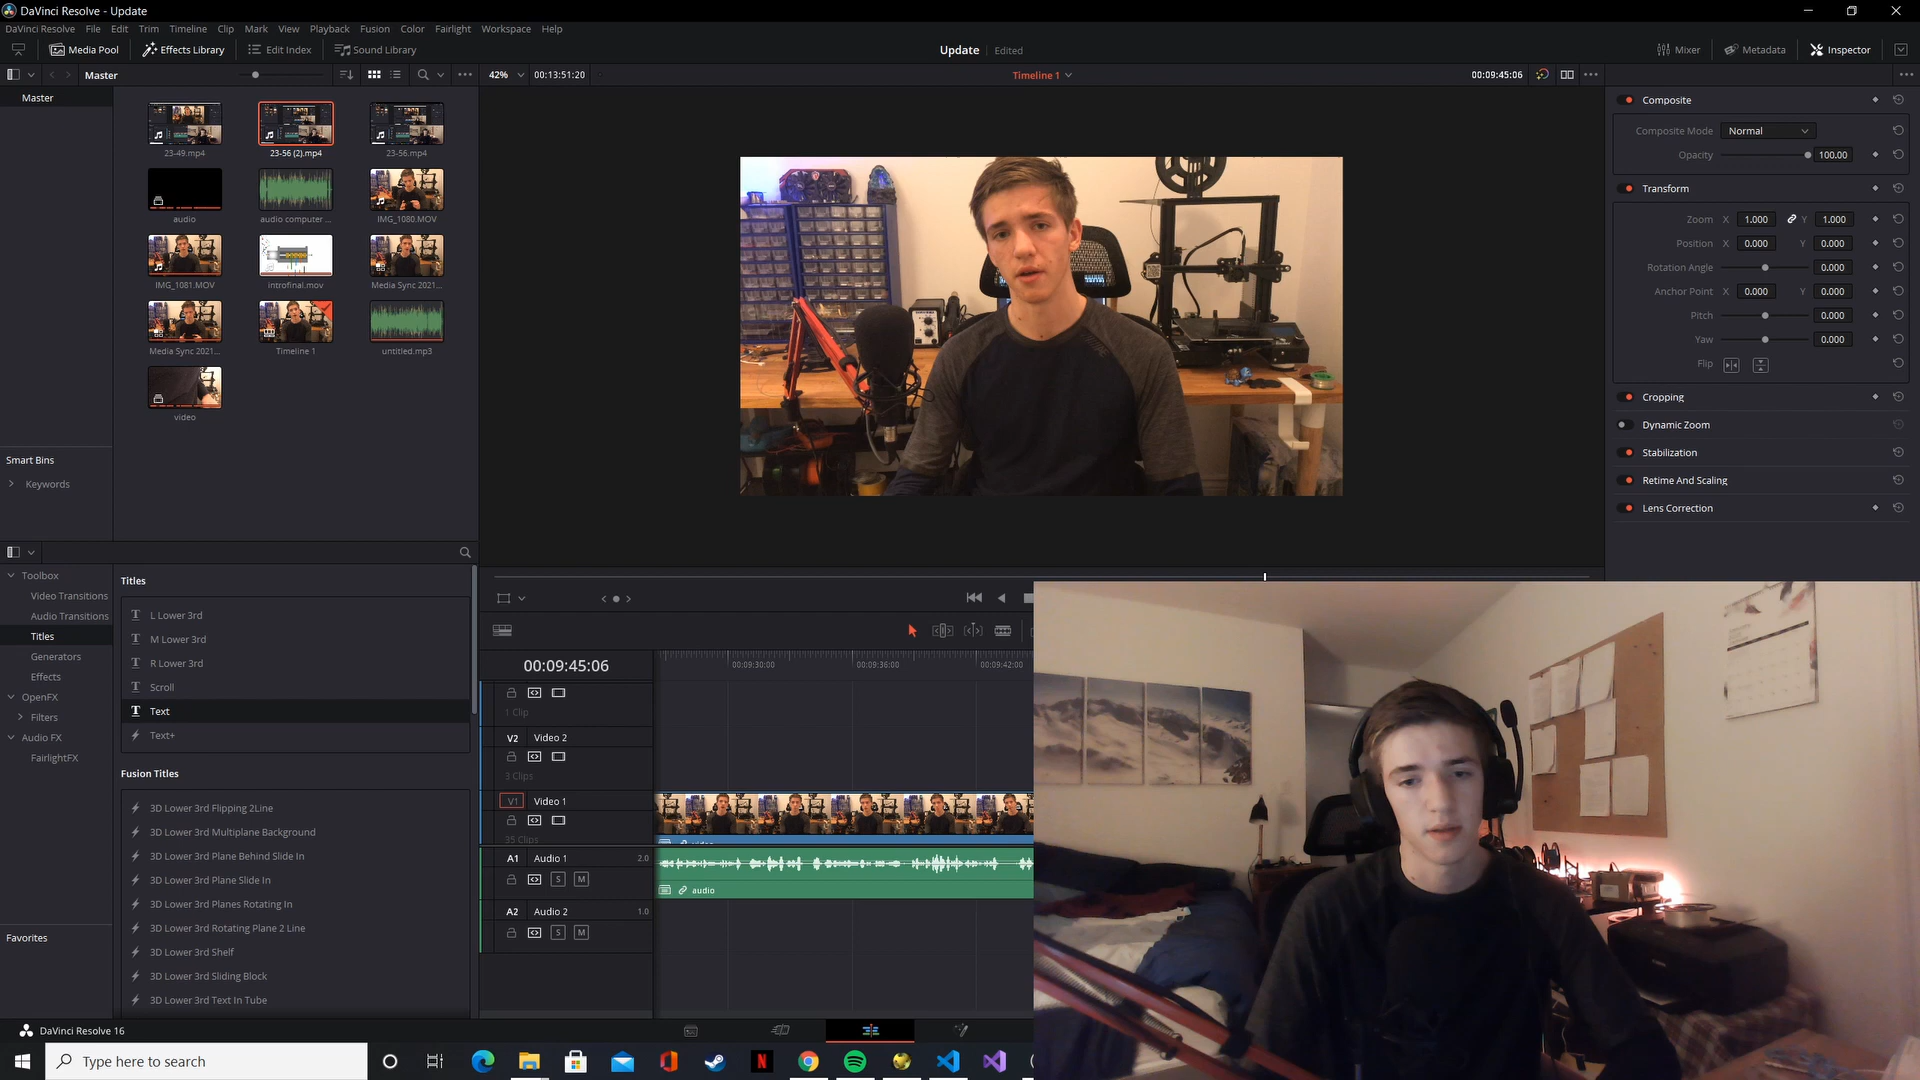 DaVinci Resolve - Update
DaVinci Resolve File Edit Trim Timeline Clip Mark View Playback Fusion Color Fairlight Workspace Help
Media Pool Effects Library Edit Index Sound Library Update Edited Mixer Metadata Inspector
Master 42% 00:13:51:20 Timeline 1 00:09:45:06
Master
23-49.mp4 23-56 (2).mp4 23-56.mp4
audio audio computer ... IMG_1080.MOV
IMG_1081.MOV introfinal.mov Media Sync 2021...
Media Sync 2021... Timeline 1 untitled.mp3
video
Smart Bins
Keywords
Composite
Composite Mode Normal
Opacity 100.00
Transform
Zoom X 1.000 Y 1.000
Position X 0.000 Y 0.000
Rotation Angle 0.000
Anchor Point X 0.000 Y 0.000
Pitch 0.000
Yaw 0.000
Flip
Cropping
Dynamic Zoom
Stabilization
Retime And Scaling
Lens Correction
Toolbox
Video Transitions
Audio Transitions
Titles
Generators
Effects
OpenFX
Filters
Audio FX
FairlightFX
Favorites
Titles
L Lower 3rd
M Lower 3rd
R Lower 3rd
Scroll
Text
Text+
Fusion Titles
3D Lower 3rd Flipping 2Line
3D Lower 3rd Multiplane Background
3D Lower 3rd Plane Behind Slide In
3D Lower 3rd Plane Slide In
3D Lower 3rd Planes Rotating In
3D Lower 3rd Rotating Plane 2 Line
3D Lower 3rd Shelf
3D Lower 3rd Sliding Block
3D Lower 3rd Text In Tube
00:09:45:06 00:09:30:00 00:09:36:00 00:09:42:00
1 Clip
V2 Video 2
3 Clips
V1 Video 1
35 Clips
video
A1 Audio 1 2.0
S M
audio
A2 Audio 2 1.0
S M
DaVinci Resolve 16
Type here to search